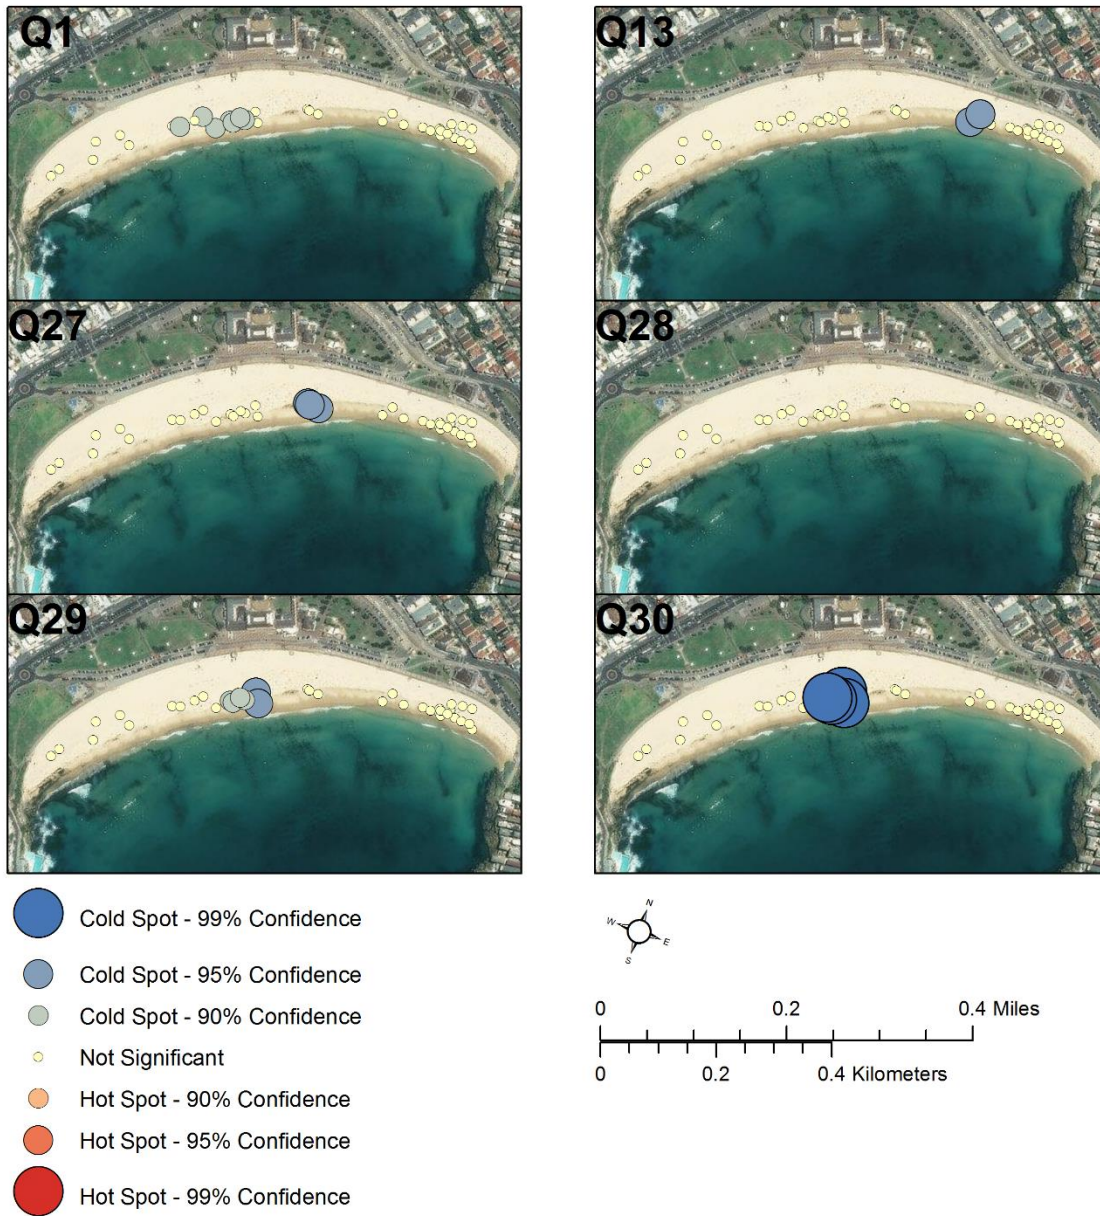 Q1
Q13
Q27
Q28
Q29
Q30
Cold Spot - 99% Confidence
Cold Spot - 95% Confidence
Cold Spot - 90% Confidence
Not Significant
Hot Spot - 90% Confidence
Hot Spot - 95% Confidence
Hot Spot - 99% Confidence
N
W
E
S
0 0.2 0.4 Miles
0 0.2 0.4 Kilometers